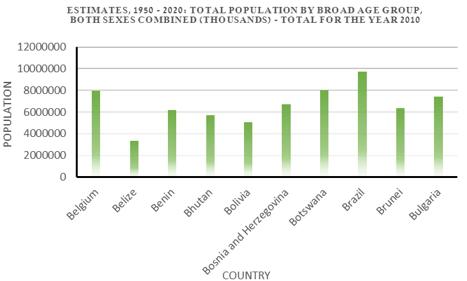 ESTIMATES, 1950 - 2020: TOTAL POPULATION BY BROAD AGE GROUP,
BOTH SEXES COMBINED (THOUSANDS) - TOTAL FOR THE YEAR 2010
POPULATION
12000000
10000000
8000000
6000000
4000000
2000000
0
Belgium
Belize
Benin
Bhutan
Bolivia
Bosnia and Herzegovina
Botswana
Brazil
Brunei
Bulgaria
COUNTRY